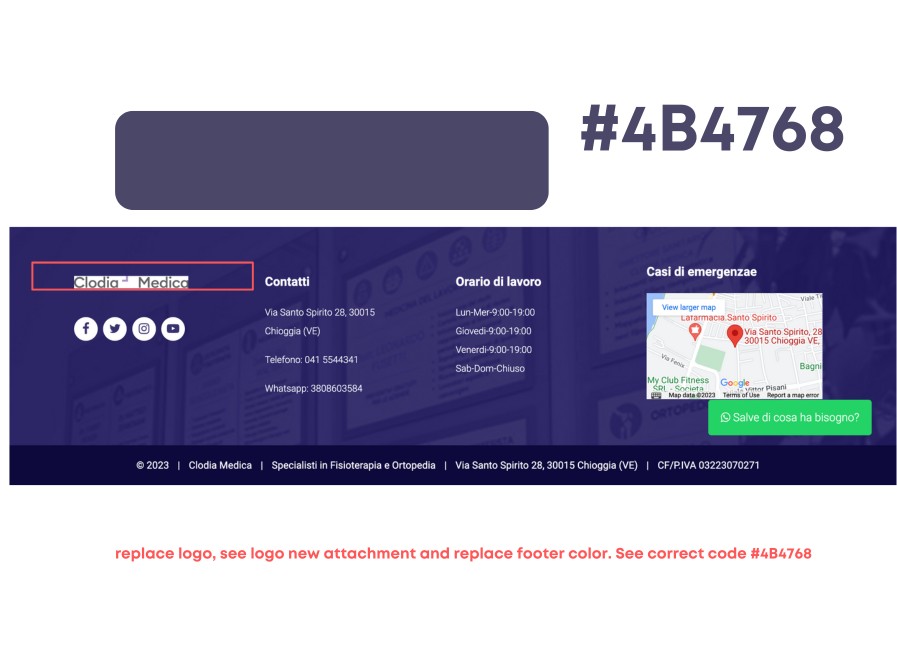 #4B4768
Clodia Medica
Contatti
Via Santo Spirito 28, 30015
Chioggia (VE)
Telefono: 041 5544341
Whatsapp: 3808603584
Orario di lavoro
Lun-Mer-9:00-19:00
Giovedi-9:00-19:00
Venerdi-9:00-19:00
Sab-Dom-Chiuso
Casi di emergenzae
View larger map
Viale
Lafarmacia.Santo Spirito
Via Santo Spirito, 28
30015 Chioggia VE,
Via Fenix
Bagni
My Club Fitness
SRL - Societa
Google
Vittor Pisani
Map data ©2023 Terms of Use Report a map error
ORTOPED
Salve di cosa ha bisogno?
© 2023 | Clodia Medica | Specialisti in Fisioterapia e Ortopedia | Via Santo Spirito 28, 30015 Chioggia (VE) | CF/P.IVA 03223070271
replace logo, see logo new attachment and replace footer color. See correct code #4B4768